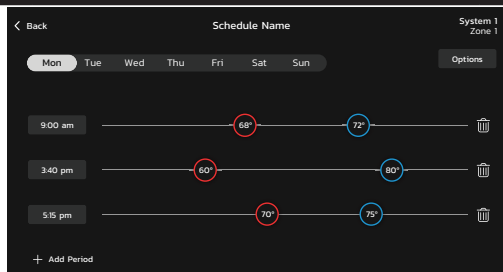 Back
Schedule Name
System 1
Zone 1
Mon Tue Wed Thu Fri Sat Sun
Options
9:00 am 68° 72°
3:40 pm 60° 80°
5:15 pm 70° 75°
+ Add Period